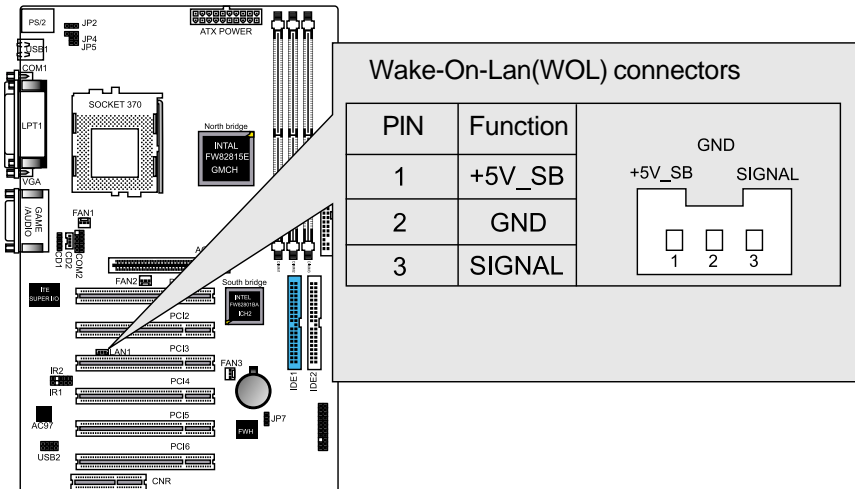 PS/2
JP2
JP4
JP5
ATX POWER
USB1
COM1
LPT1
SOCKET 370
North bridge
INTAL
FW82815E
GMCH
VGA
GAME
/AUDIO
FAN1
CD1
CD2
COM2
FAN2
ITE
SUPER I/O
South bridge
INTEL
FW82801BA
ICH2
PCI2
LAN1
PCI3
FAN3
IDE1
IDE2
IR2
IR1
PCI4
AC97
PCI5
FWH
JP7
USB2
PCI6
CNR
Wake-On-Lan(WOL) connectors
PIN Function
1 +5V_SB
2 GND
3 SIGNAL
GND
+5V_SB SIGNAL
1 2 3